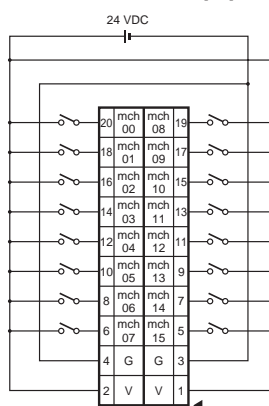 24 VDC
20 mch 00 mch 08 19
18 mch 01 mch 09 17
16 mch 02 mch 10 15
14 mch 03 mch 11 13
12 mch 04 mch 12 11
10 mch 05 mch 13 9
8 mch 06 mch 14 7
6 mch 07 mch 15 5
4 G G 3
2 V V 1